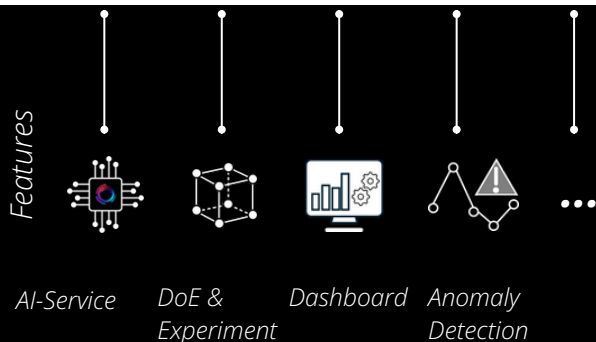 Features
...
AI-Service
DoE &
Experiment
Dashboard
Anomaly
Detection